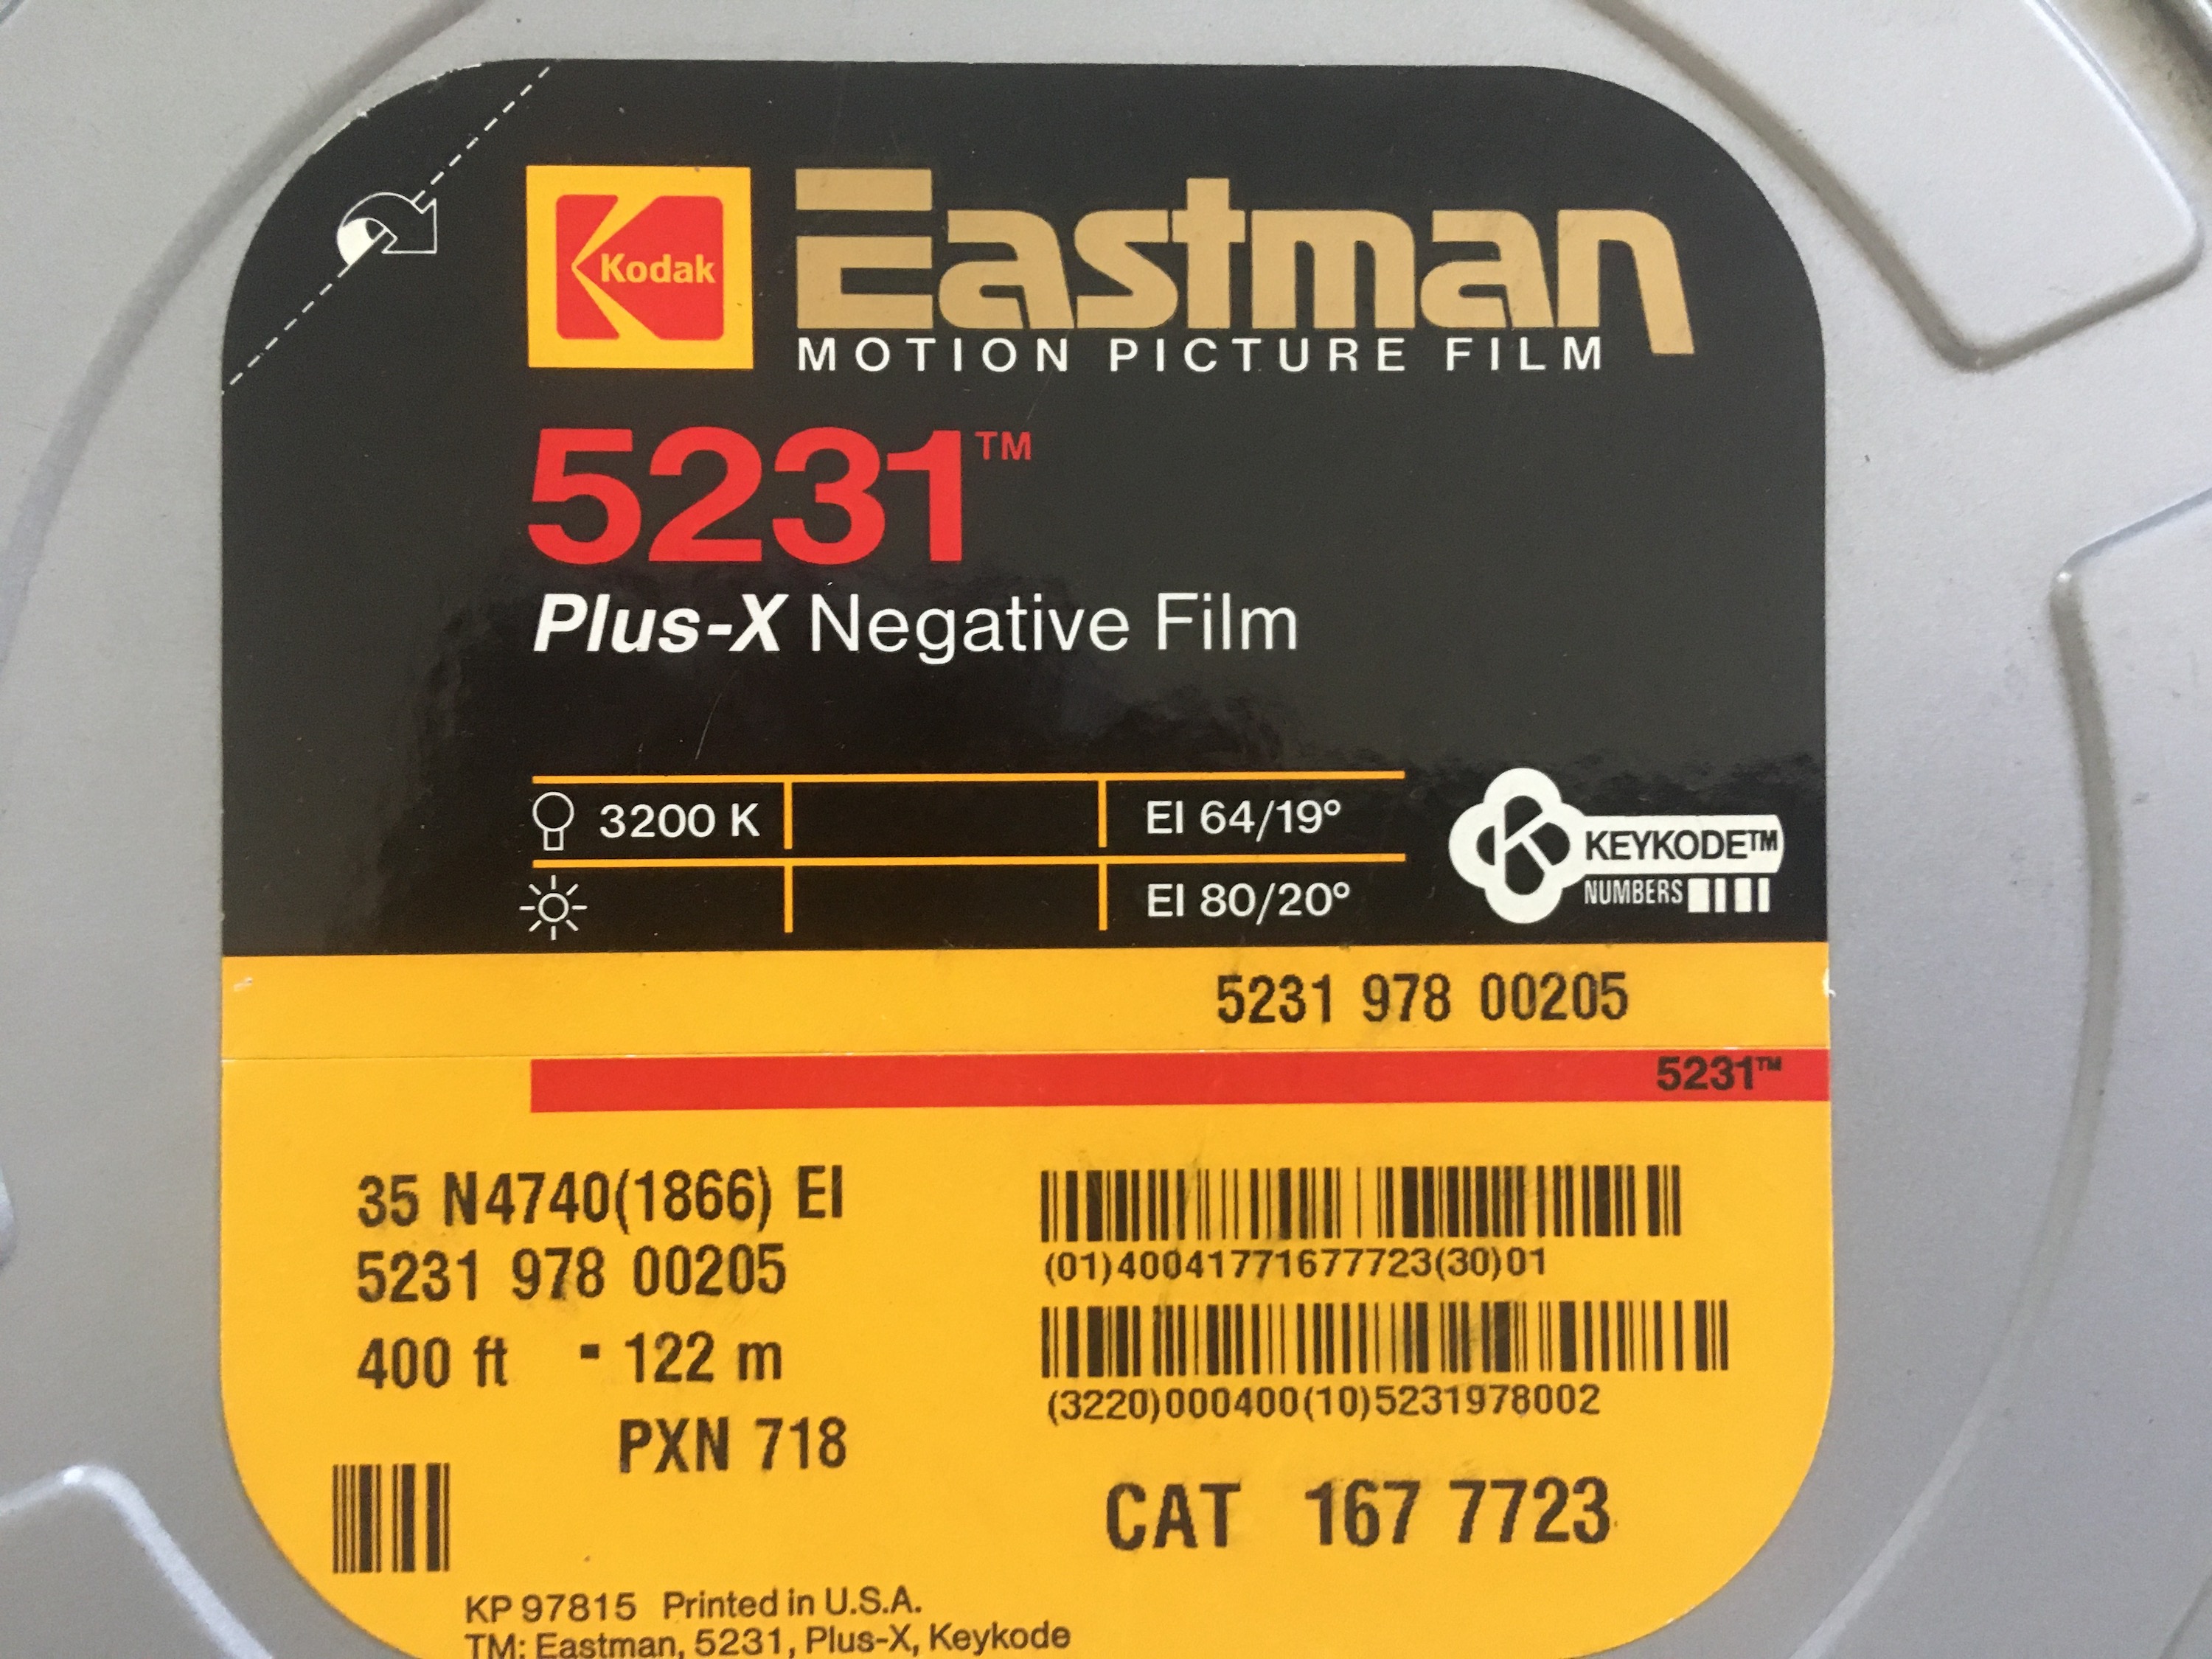 Kodak
Eastman
MOTION PICTURE FILM
5231™
Plus-X Negative Film
3200 K EI 64/19°
EI 80/20°
KEYKODE™
NUMBERS
5231 978 00205
5231™
35 N4740(1866) EI
5231 978 00205
400 ft - 122 m
PXN 718
(01)40041771677723(30)01
(3220)000400(10)5231978002
CAT 167 7723
KP 97815 Printed in U.S.A.
TM: Eastman, 5231, Plus-X, Keykode